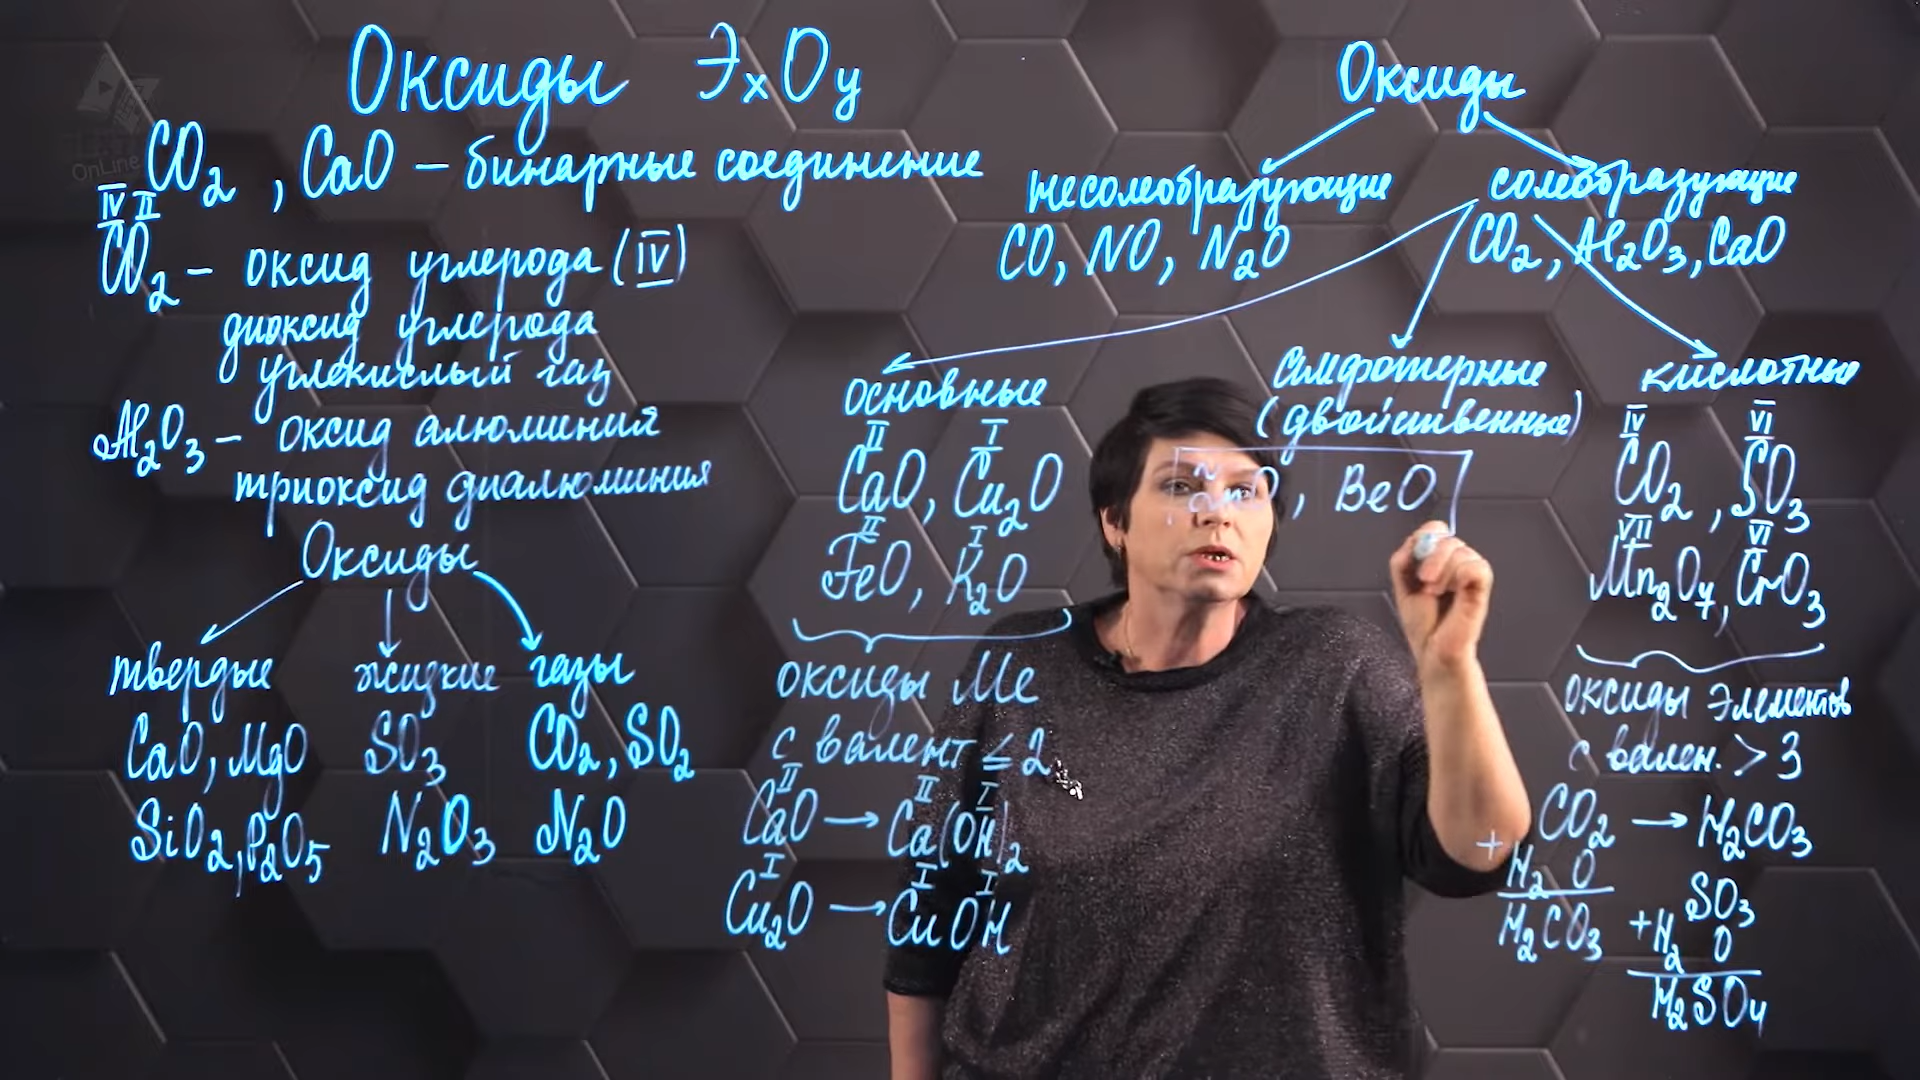 Оксиды ЭxOy
CO2, CaO – бинарные соединение
IV II
CO2 – оксид углерода (IV)
диоксид углерода
углекислый газ
Al2O3 – оксид алюминия
триоксид диалюминия
Оксиды
твердые жидкие газы
CaO, MgO SO3 CO2, SO2
SiO2, P2O5 N2O3 N2O
Оксиды
несолеобразующие солеобразующие
CO, NO, N2O CO2, Al2O3, CaO
основные
II I
CaO, Cu2O
II I
FeO, K2O
оксиды Me
с валент ≤ 2
II II I
CaO → Ca(OH)2
I I I
Cu2O → CuOH
амфотерные
(двойственные)
ZnO, BeO
кислотные
IV VI
CO2, SO3
VII VI
Mn2O7, CrO3
оксиды элементов
с вален. > 3
CO2 → H2CO3
+ H2 O
H2CO3
SO3
+ H2 O
H2SO4
OnLine